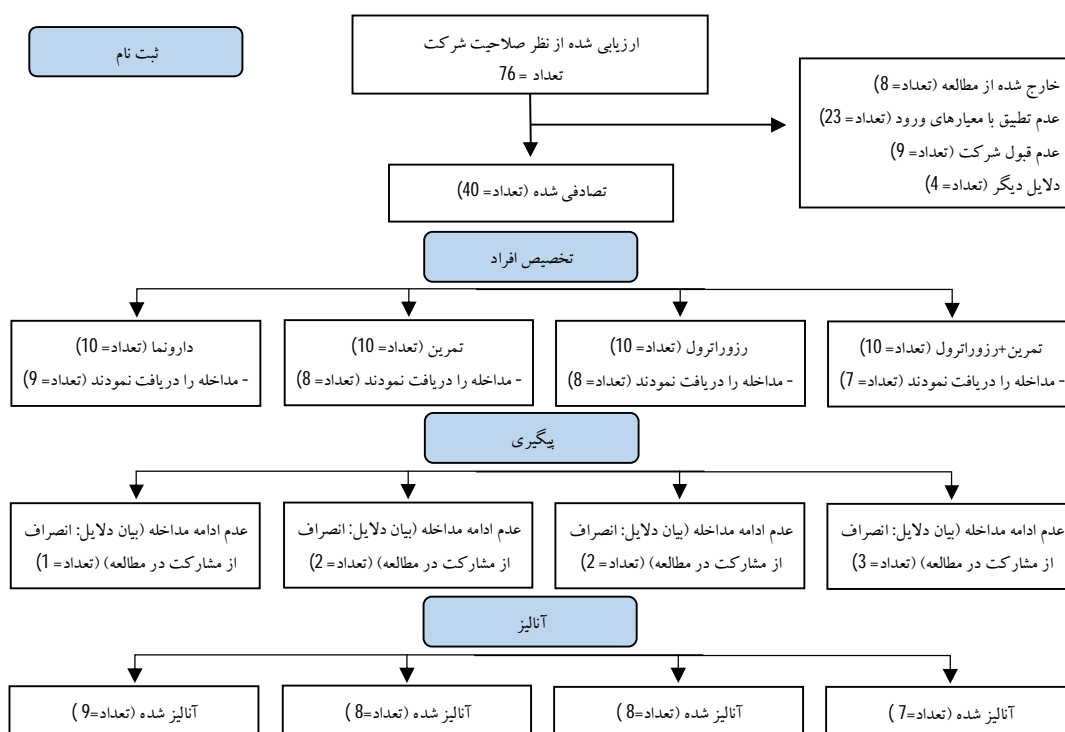 ثبت نام
ارزیابی شده از نظر صلاحیت شرکت
تعداد = 76
خارج شده از مطالعه (تعداد= 8)
عدم تطبیق با معیارهای ورود (تعداد= 23)
عدم قبول شرکت (تعداد= 9)
دلایل دیگر (تعداد= 4)
تصادفی شده (تعداد= 40)
تخصیص افراد
تمرین+رزوراترول (تعداد= 10)
- مداخله را دریافت نمودند (تعداد= 7)
رزوراترول (تعداد= 10)
- مداخله را دریافت نمودند (تعداد= 8)
تمرین (تعداد= 10)
- مداخله را دریافت نمودند (تعداد= 8)
دارونما (تعداد= 10)
- مداخله را دریافت نمودند (تعداد= 9)
پیگیری
عدم ادامه مداخله (بیان دلایل: انصراف
از مشارکت در مطالعه) (تعداد= 3)
عدم ادامه مداخله (بیان دلایل: انصراف
از مشارکت در مطالعه) (تعداد= 2)
عدم ادامه مداخله (بیان دلایل: انصراف
از مشارکت در مطالعه) (تعداد= 2)
عدم ادامه مداخله (بیان دلایل: انصراف
از مشارکت در مطالعه) (تعداد= 1)
آنالیز
آنالیز شده (تعداد=7 )
آنالیز شده (تعداد=8 )
آنالیز شده (تعداد=8 )
آنالیز شده (تعداد=9 )